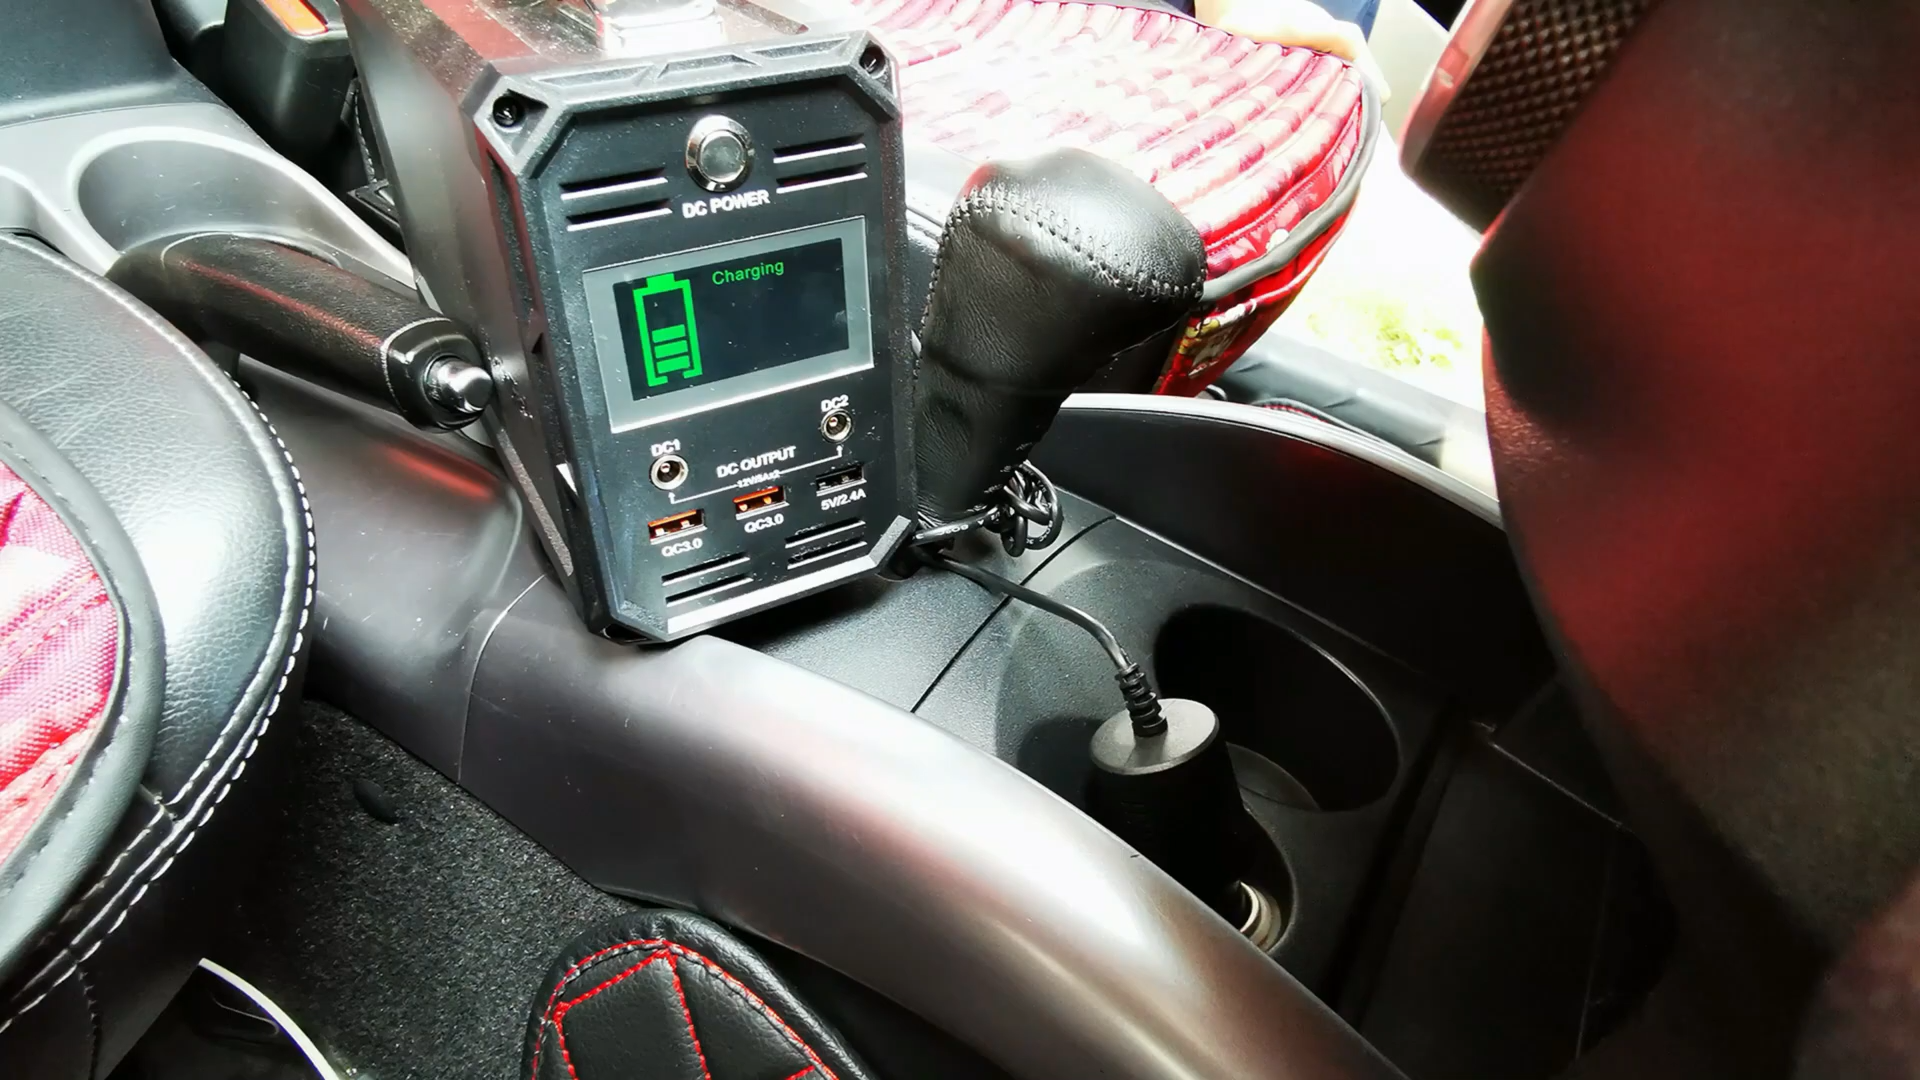 DC POWER
Charging
DC2
DC1
DC OUTPUT
5V/2.4A
QC3.0
QC3.0